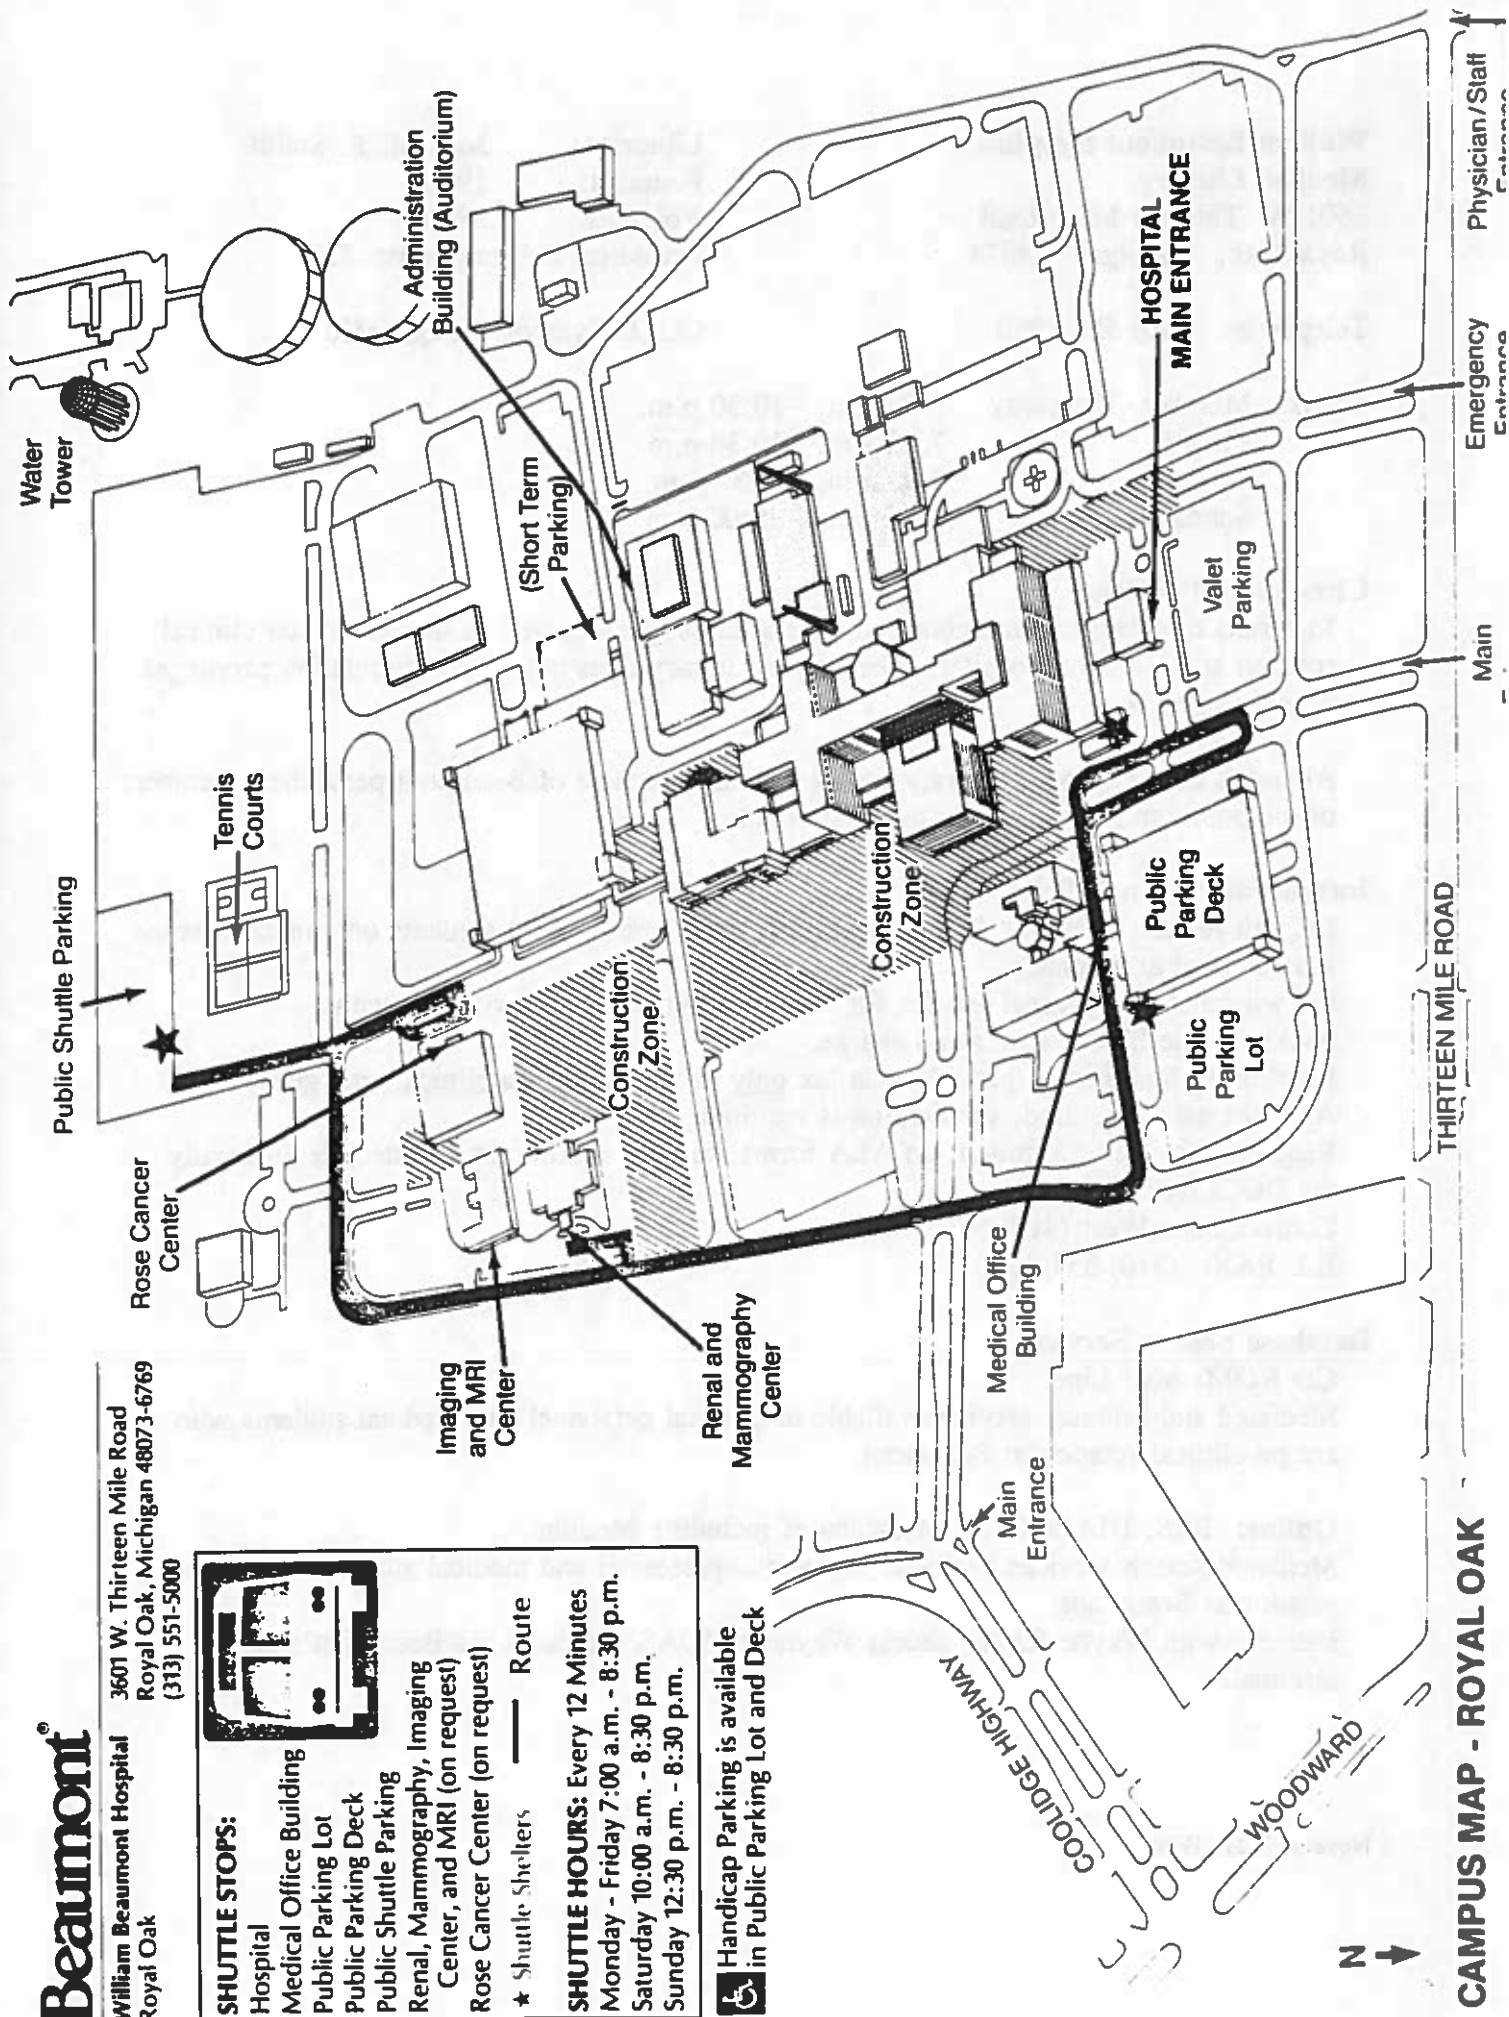 Beaumont®
William Beaumont Hospital
Royal Oak
3601 W. Thirteen Mile Road
Royal Oak, Michigan 48073-6769
(313) 551-5000
SHUTTLE STOPS:
Hospital
Medical Office Building
Public Parking Lot
Public Parking Deck
Public Shuttle Parking
Renal, Mammography, Imaging
Center, and MRI (on request)
Rose Cancer Center (on request)
★ Shuttle Shelters — Route
SHUTTLE HOURS: Every 12 Minutes
Monday - Friday 7:00 a.m. - 8:30 p.m.
Saturday 10:00 a.m. - 8:30 p.m.
Sunday 12:30 p.m. - 8:30 p.m.
Handicap Parking is available
in Public Parking Lot and Deck
Public Shuttle Parking
Tennis
Courts
Water
Tower
Rose Cancer
Center
Administration
Building (Auditorium)
(Short Term
Parking)
Imaging
and MRI
Center
Construction
Zone
Renal and
Mammography
Center
Construction
Zone
Medical Office
Building
Public
Parking
Deck
Public
Parking
Lot
HOSPITAL
MAIN ENTRANCE
Valet
Parking
Main
Entrance
COOLIDGE HIGHWAY
WOODWARD
THIRTEEN MILE ROAD
Main
Emergency
Entrance
Physician/Staff
Entrance
N
CAMPUS MAP - ROYAL OAK